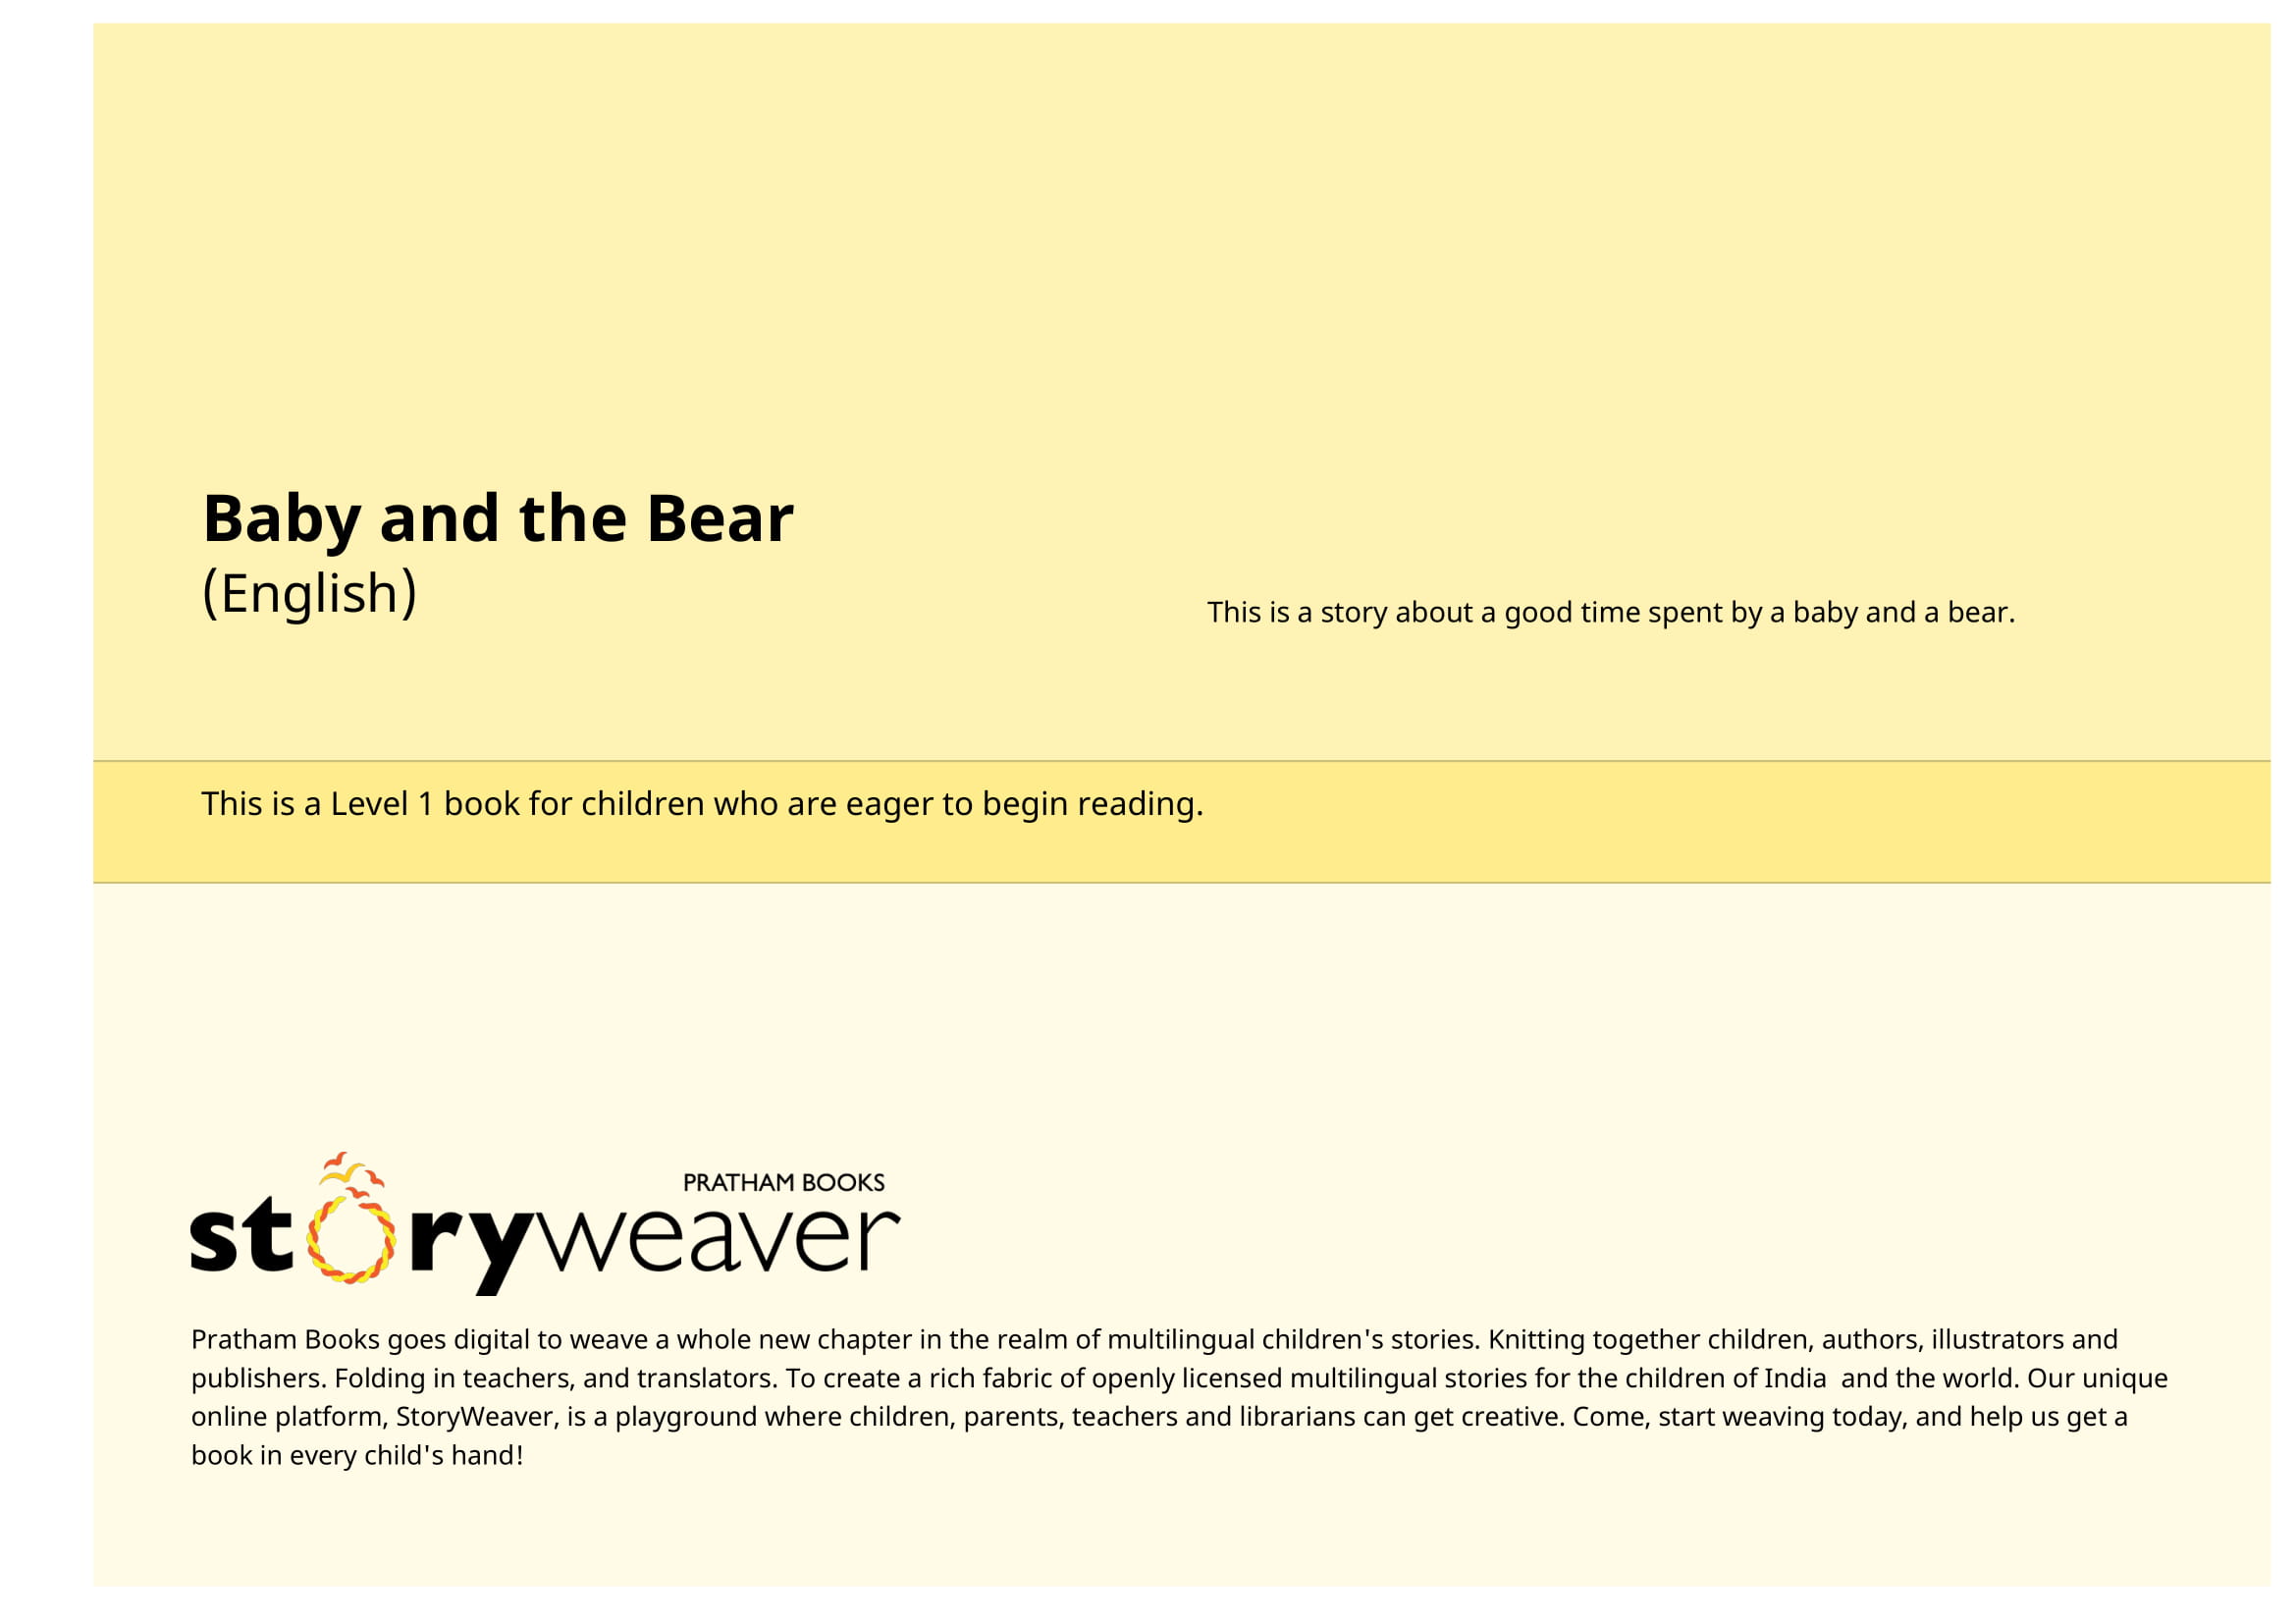 Baby and the Bear
(English)
This is a story about a good time spent by a baby and a bear.
This is a Level 1 book for children who are eager to begin reading.
PRATHAM BOOKS
storyweaver
Pratham Books goes digital to weave a whole new chapter in the realm of multilingual children's stories. Knitting together children, authors, illustrators and
publishers. Folding in teachers, and translators. To create a rich fabric of openly licensed multilingual stories for the children of India  and the world. Our unique
online platform, StoryWeaver, is a playground where children, parents, teachers and librarians can get creative. Come, start weaving today, and help us get a
book in every child's hand!